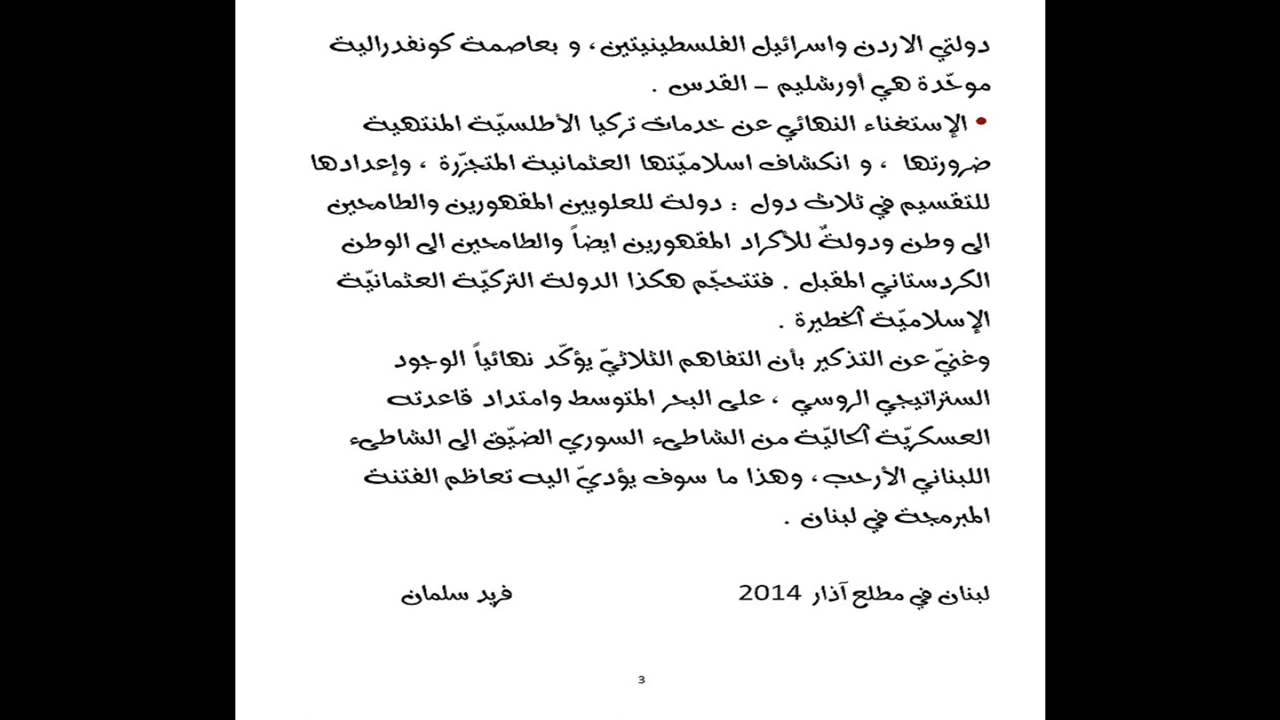 دولتي الاردن واسرائيل الفلسطينيتين، و بعاصمة كونفدرالية
موحّدة هي أورشليم – القدس .
• الإستغناء النهائي عن خدمات تركيا الأطلسيّة المنتهية
ضرورتها ، و انكشاف اسلاميّتها العثمانية المتجزّرة ، وإعدادها
للتقسيم في ثلاث دول : دولة للعلويين المقهورين والطامحين
الى وطن ودولةٌ للأكراد المقهورين ايضاً والطامحين الى الوطن
الكردستاني المقبل . فتتحجّم هكذا الدولة التركيّة العثمانيّة
الإسلاميّة الخطيرة .
وغنيّ عن التذكير بأن التفاهم الثلاثيّ يؤكّد نهائياً الوجود
الستراتيجي الروسي ، على البحر المتوسط وامتداد قاعدته
العسكريّة الحاليّة من الشاطىء السوري الضيّق الى الشاطىء
اللبناني الأرحب، وهذا ما سوف يؤديّ اليه تعاظم الفتنة
المبرمجة في لبنان .
لبنان في مطلع آذار 2014 فريد سلمان
3